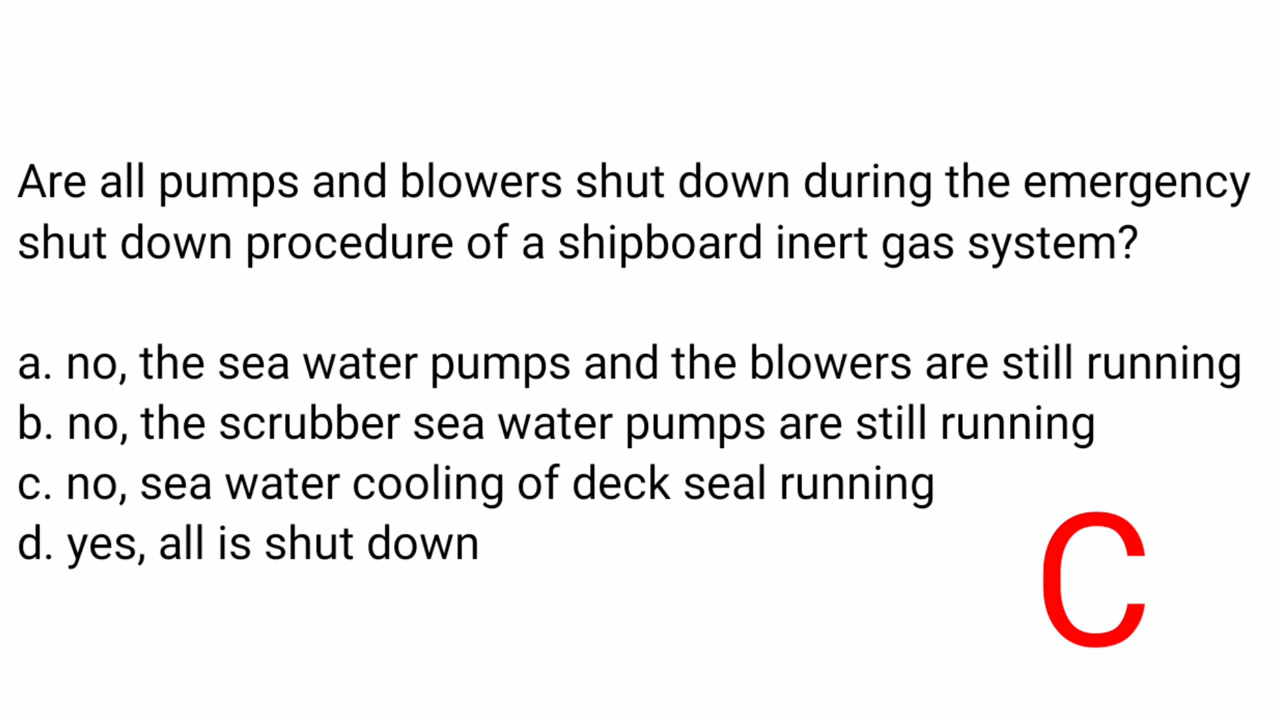 Are all pumps and blowers shut down during the emergency
shut down procedure of a shipboard inert gas system?
a. no, the sea water pumps and the blowers are still running
b. no, the scrubber sea water pumps are still running
c. no, sea water cooling of deck seal running
d. yes, all is shut down
C